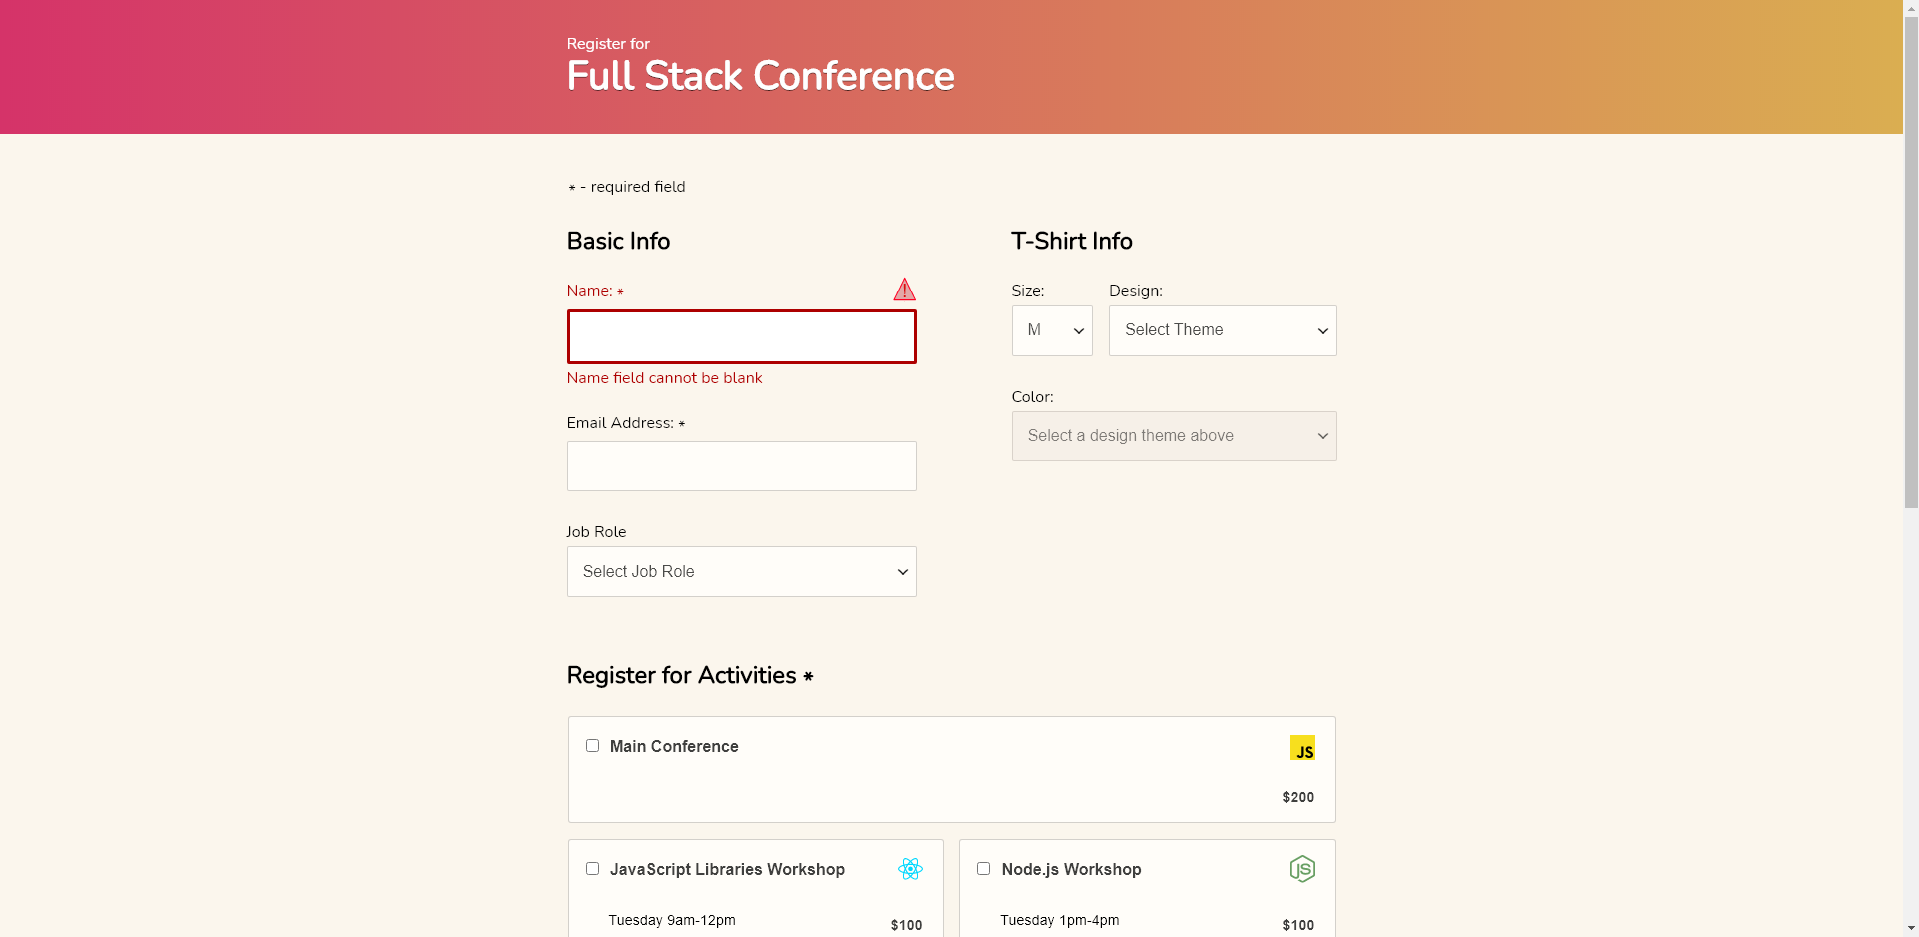 Register for
Full Stack Conference
* - required field
Basic Info
Name: *
Name field cannot be blank
Email Address: *
Job Role
Select Job Role
T-Shirt Info
Size:
M
Design:
Select Theme
Color:
Select a design theme above
Register for Activities *
Main Conference
JS
$200
JavaScript Libraries Workshop
Tuesday 9am-12pm
$100
Node.js Workshop
JS
Tuesday 1pm-4pm
$100